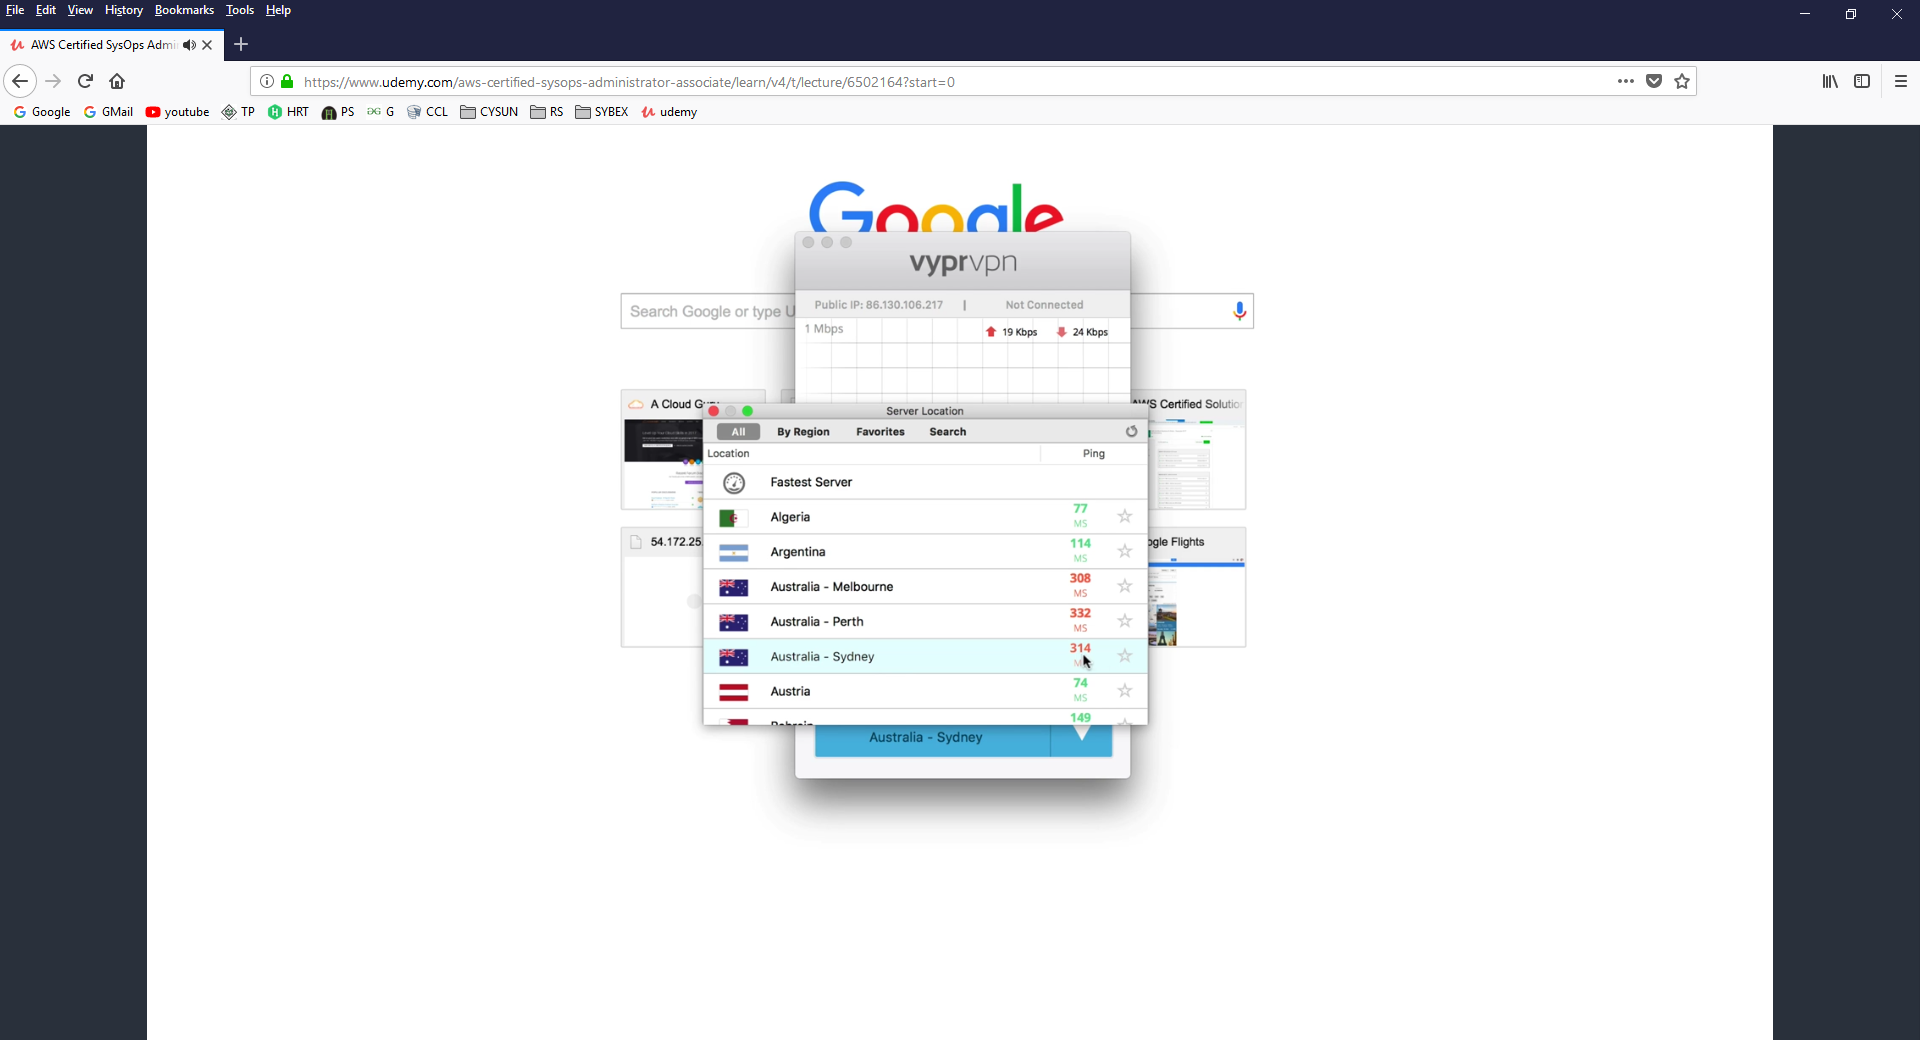 File Edit View History Bookmarks Tools Help
AWS Certified SysOps Admi
https://www.udemy.com/aws-certified-sysops-administrator-associate/learn/v4/t/lecture/6502164?start=0
Google GMail youtube TP HRT PS G CCL CYSUN RS SYBEX udemy
Google
vyprvpn
Public IP: 86.130.106.217 | Not Connected
Search Google or type U
1 Mbps 19 Kbps 24 Kbps
A Cloud Guru
AWS Certified Solution
Server Location
All By Region Favorites Search
Location Ping
Fastest Server
Algeria 77 MS
Argentina 114 MS
54.172.25
ogle Flights
Australia - Melbourne 308 MS
Australia - Perth 332 MS
Australia - Sydney 314 MS
Austria 74 MS
Bahrain 149
Australia - Sydney